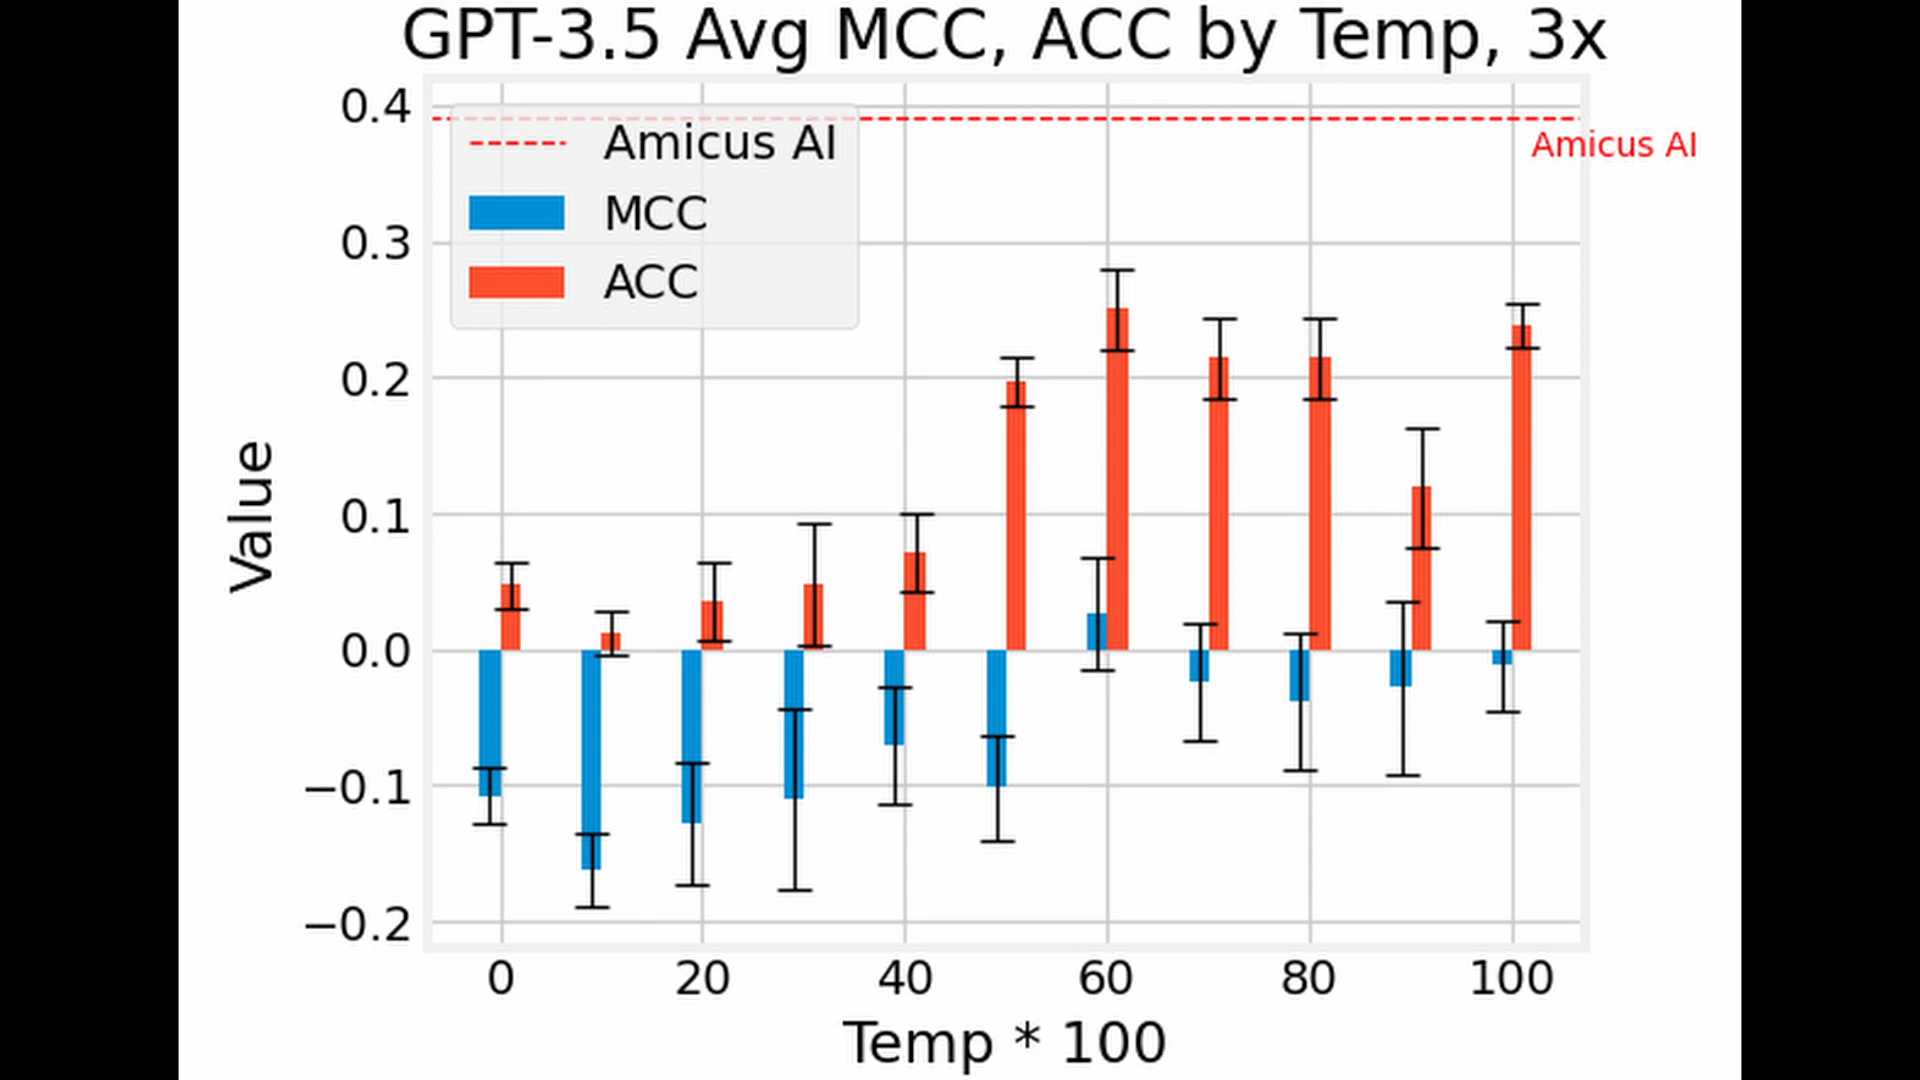 GPT-3.5 Avg MCC, ACC by Temp, 3x
Amicus AI
MCC
ACC
Amicus AI
Value
0.4
0.3
0.2
0.1
0.0
−0.1
−0.2
0 20 40 60 80 100
Temp * 100